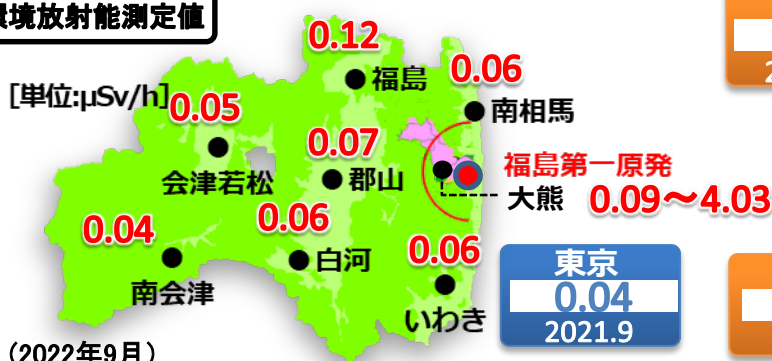 環境放射能測定値
[単位:μSv/h]
0.12
福島
0.06
南相馬
0.05
会津若松
0.07
郡山
福島第一原発
大熊
0.09～4.03
0.04
南会津
0.06
白河
0.06
いわき
東京
0.04
2021.9
（2022年9月）